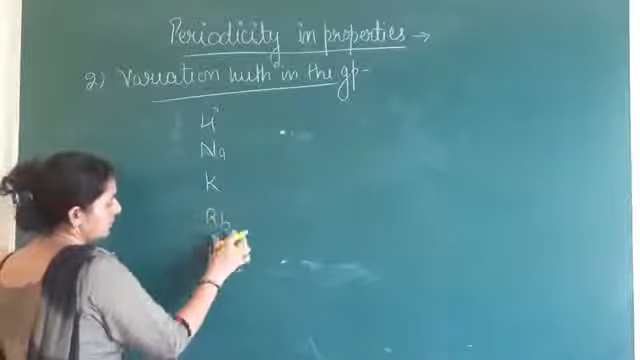 Periodicity in properties →
2) Variation with in the gp-
Li
Na
K
Rb